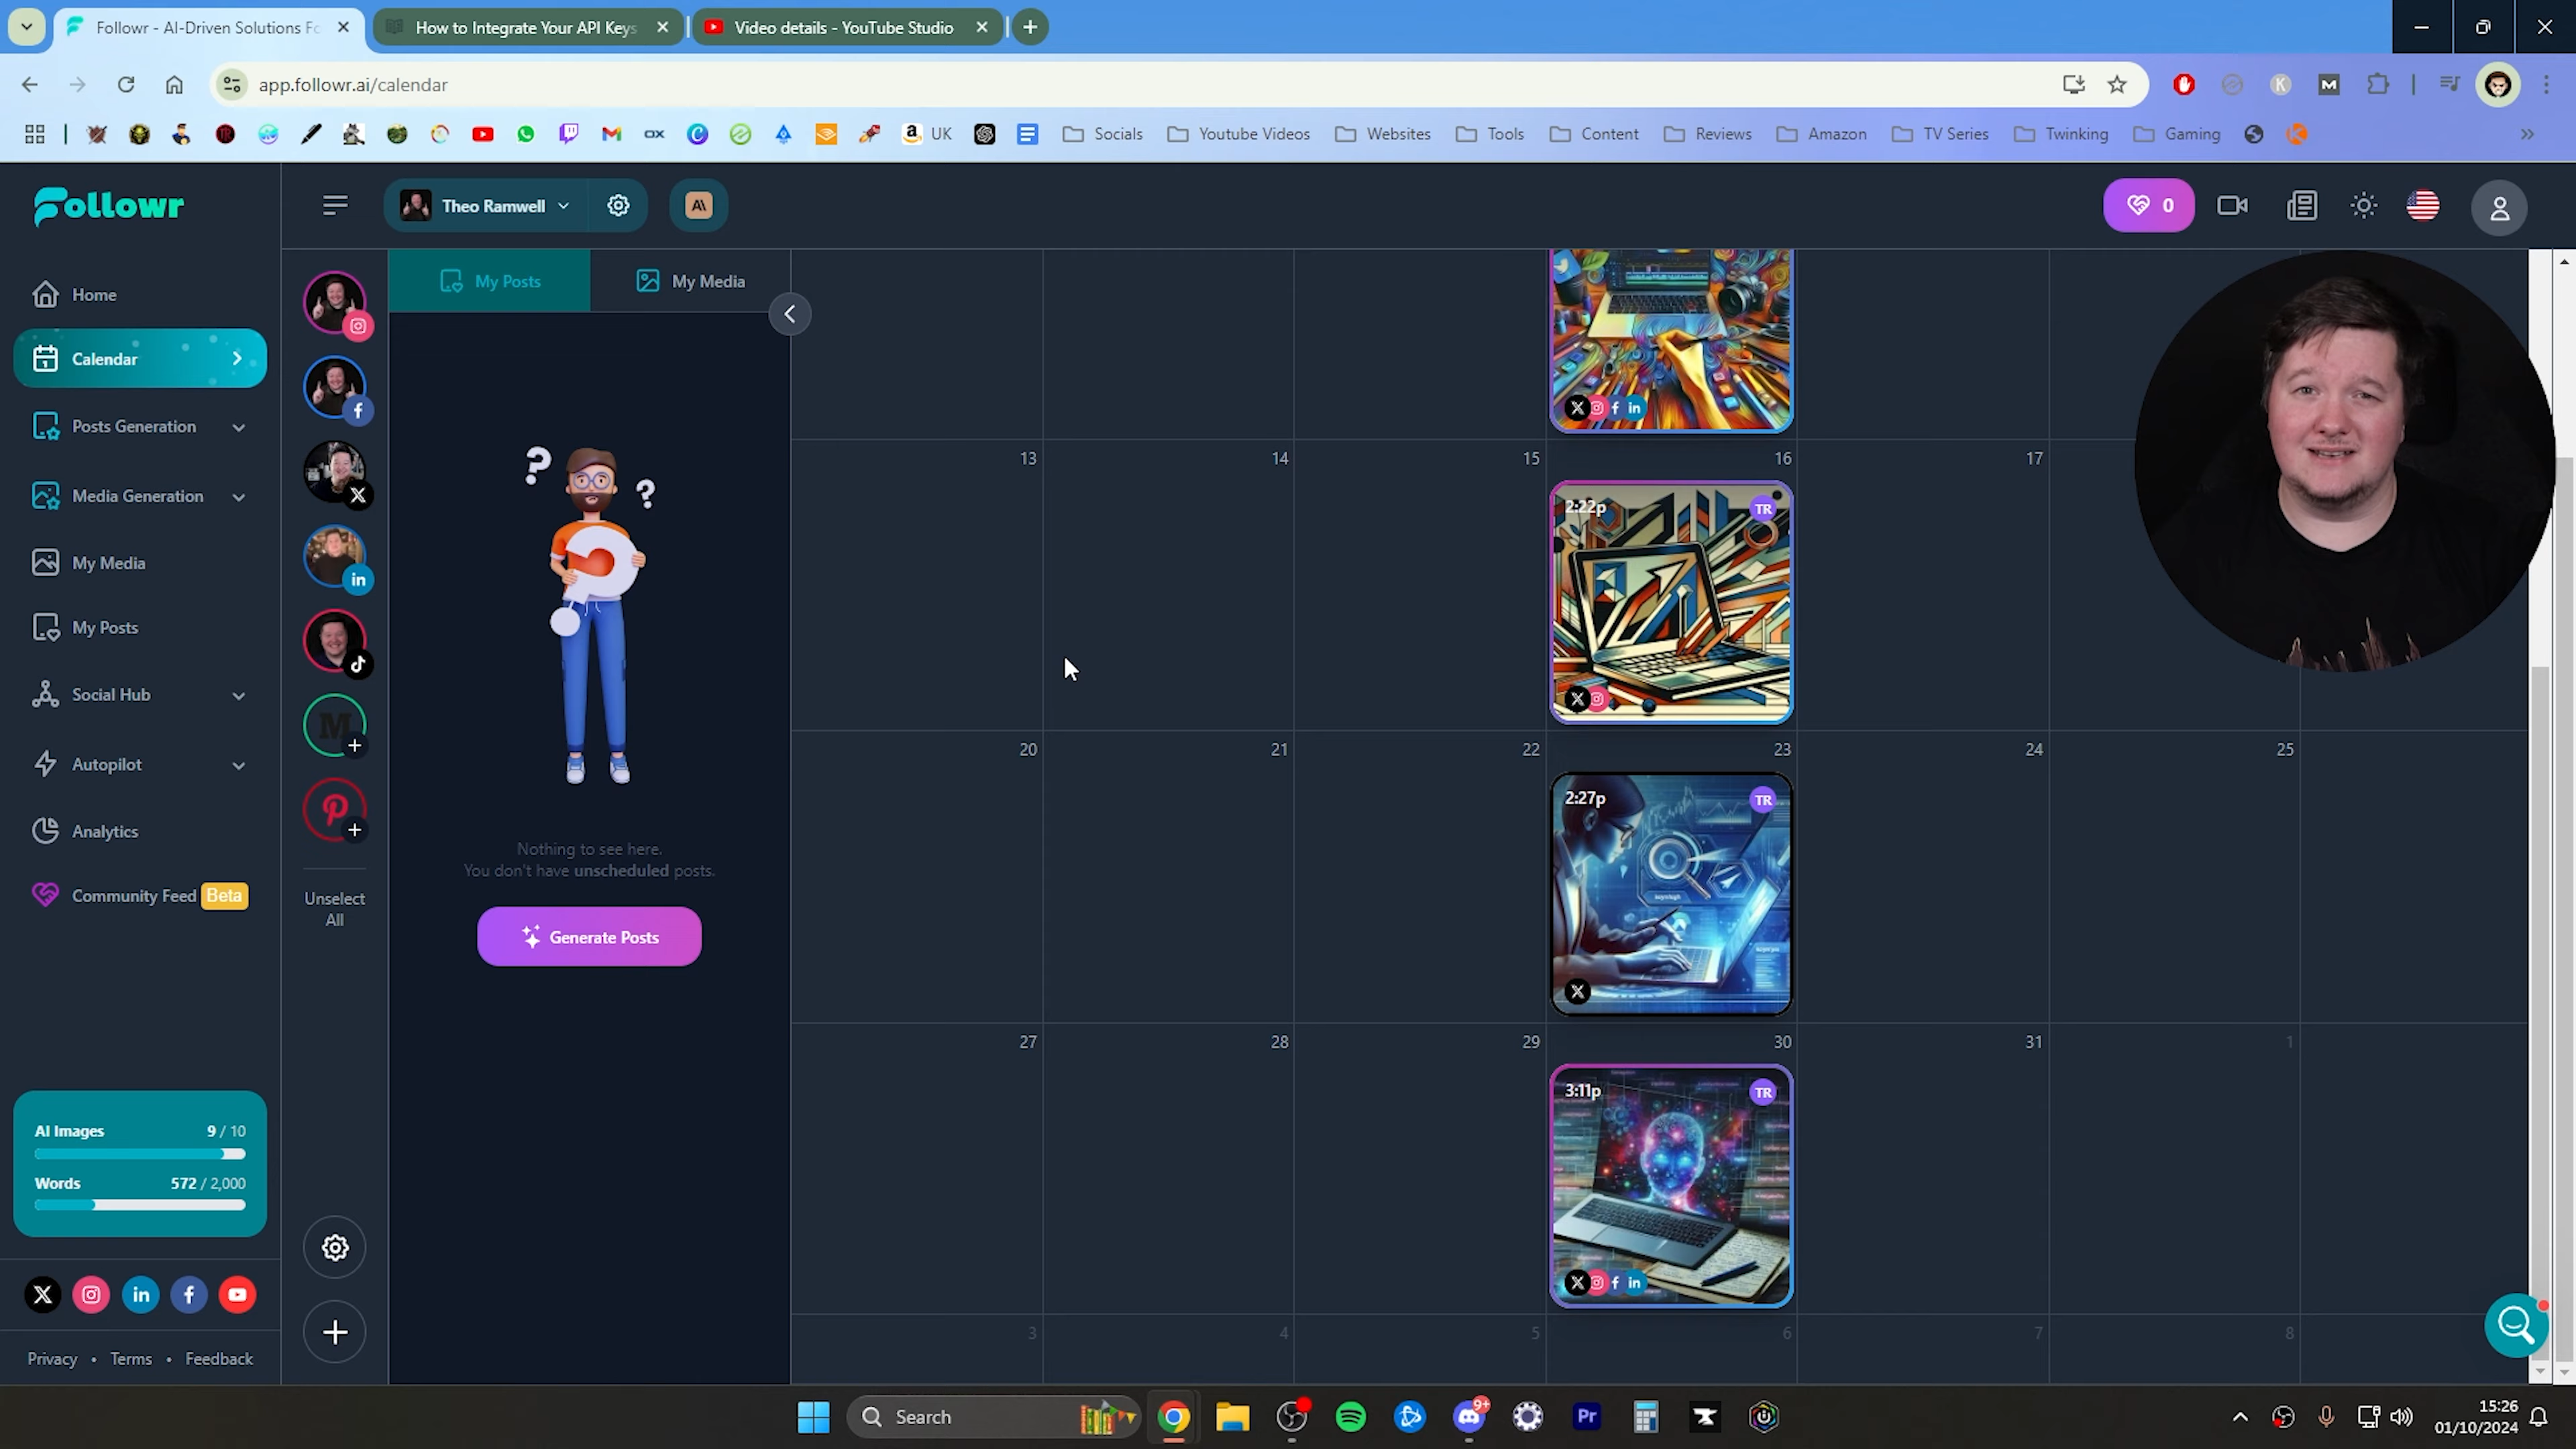 Followr - AI-Driven Solutions Fo
How to Integrate Your API Keys
Video details - YouTube Studio
app.followr.ai/calendar
UK
Socials
Youtube Videos
Websites
Tools
Content
Reviews
Amazon
TV Series
Twinking
Gaming
Followr
Theo Ramwell
0
Home
Calendar
Posts Generation
Media Generation
My Media
My Posts
Social Hub
Autopilot
Analytics
Community Feed Beta
AI Images 9 / 10
Words 572 / 2,000
Privacy • Terms • Feedback
Unselect
All
My Posts
My Media
Nothing to see here.
You don't have unscheduled posts.
Generate Posts
13 14 15 16 17
2:22p TR
20 21 22 23 24 25
2:27p TR
27 28 29 30 31 1
3:11p TR
3 4 5 6 7 8
Search
9+
Pr
15:26
01/10/2024